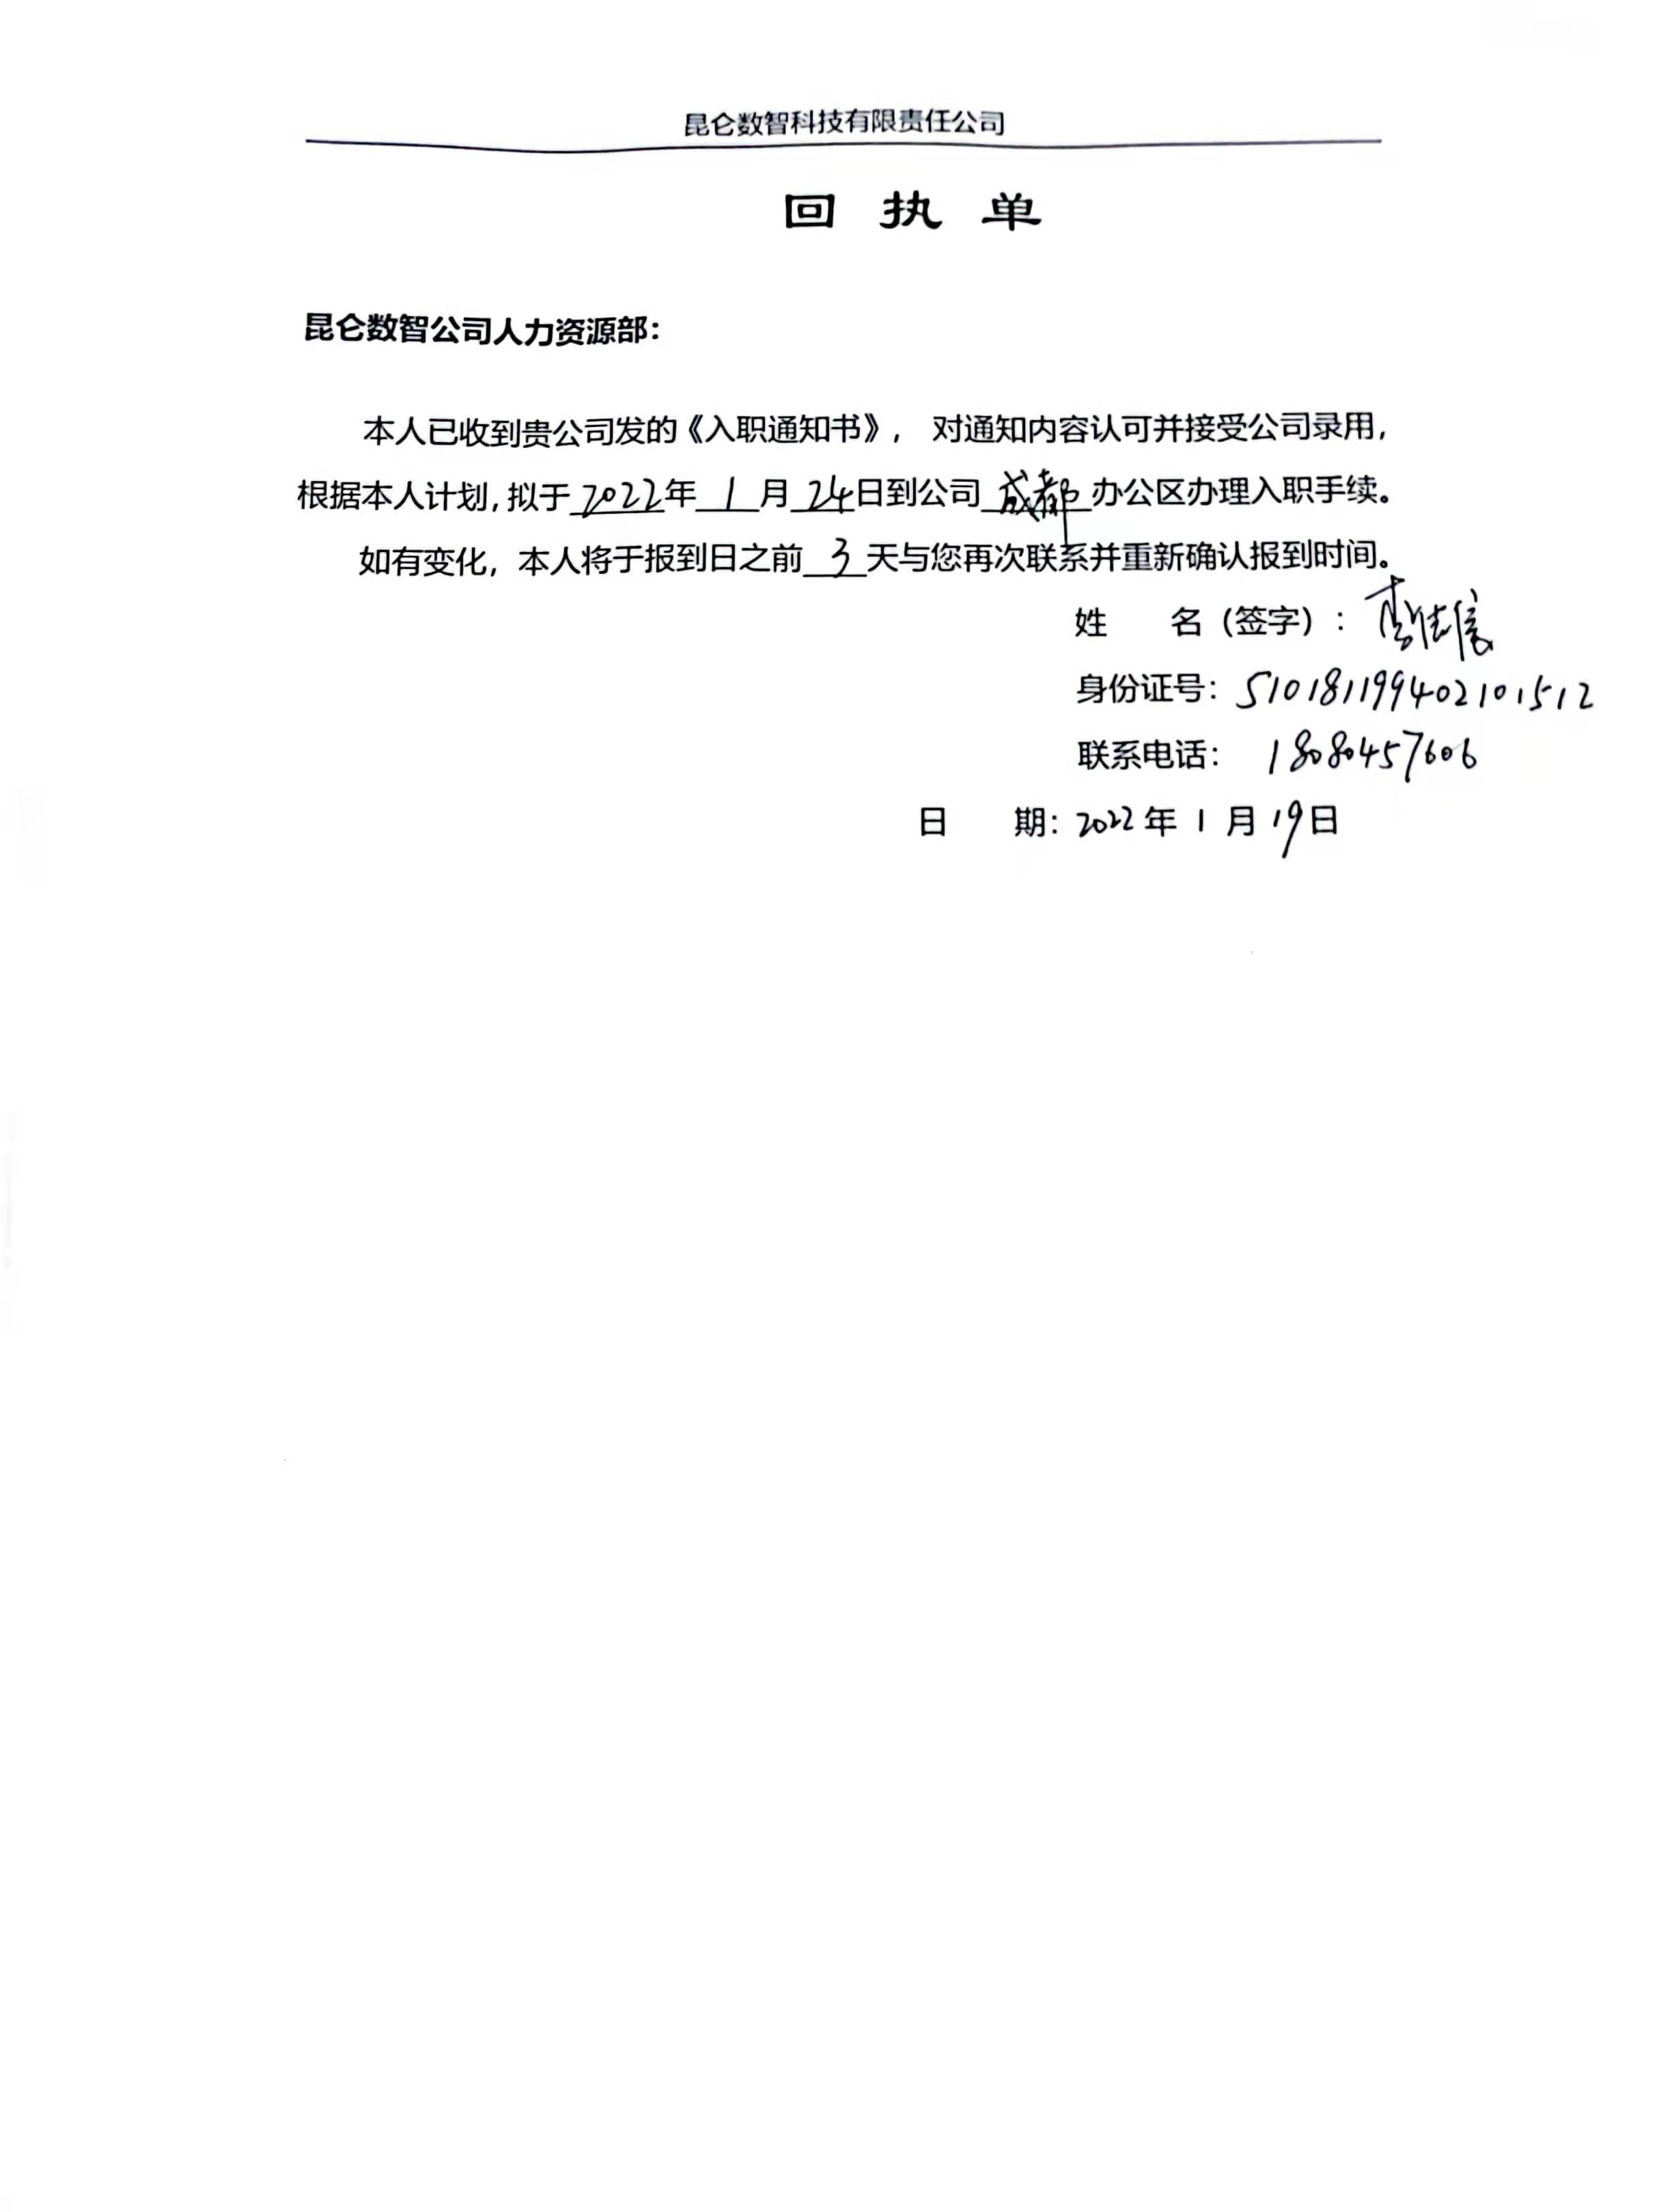 昆仑数智科技有限责任公司
回执单
昆仑数智公司人力资源部：
本人已收到贵公司发的《入职通知书》， 对通知内容认可并接受公司录用，
根据本人计划，拟于2022年1月24日到公司成都办公区办理入职手续。
如有变化，本人将于报到日之前3天与您再次联系并重新确认报到时间。
姓 名（签字）：李佳信
身份证号：510181199402101512
联系电话：18080457606
日 期：2022年1月19日